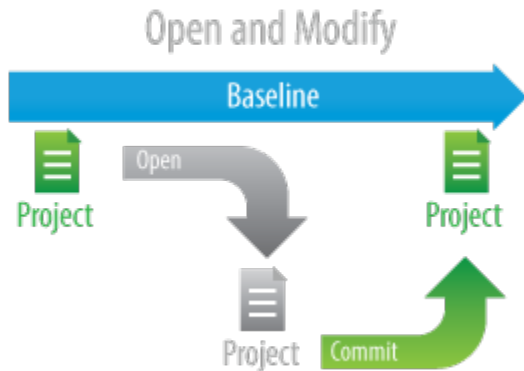 Open and Modify
Baseline
Open
Project
Project
Project
Commit